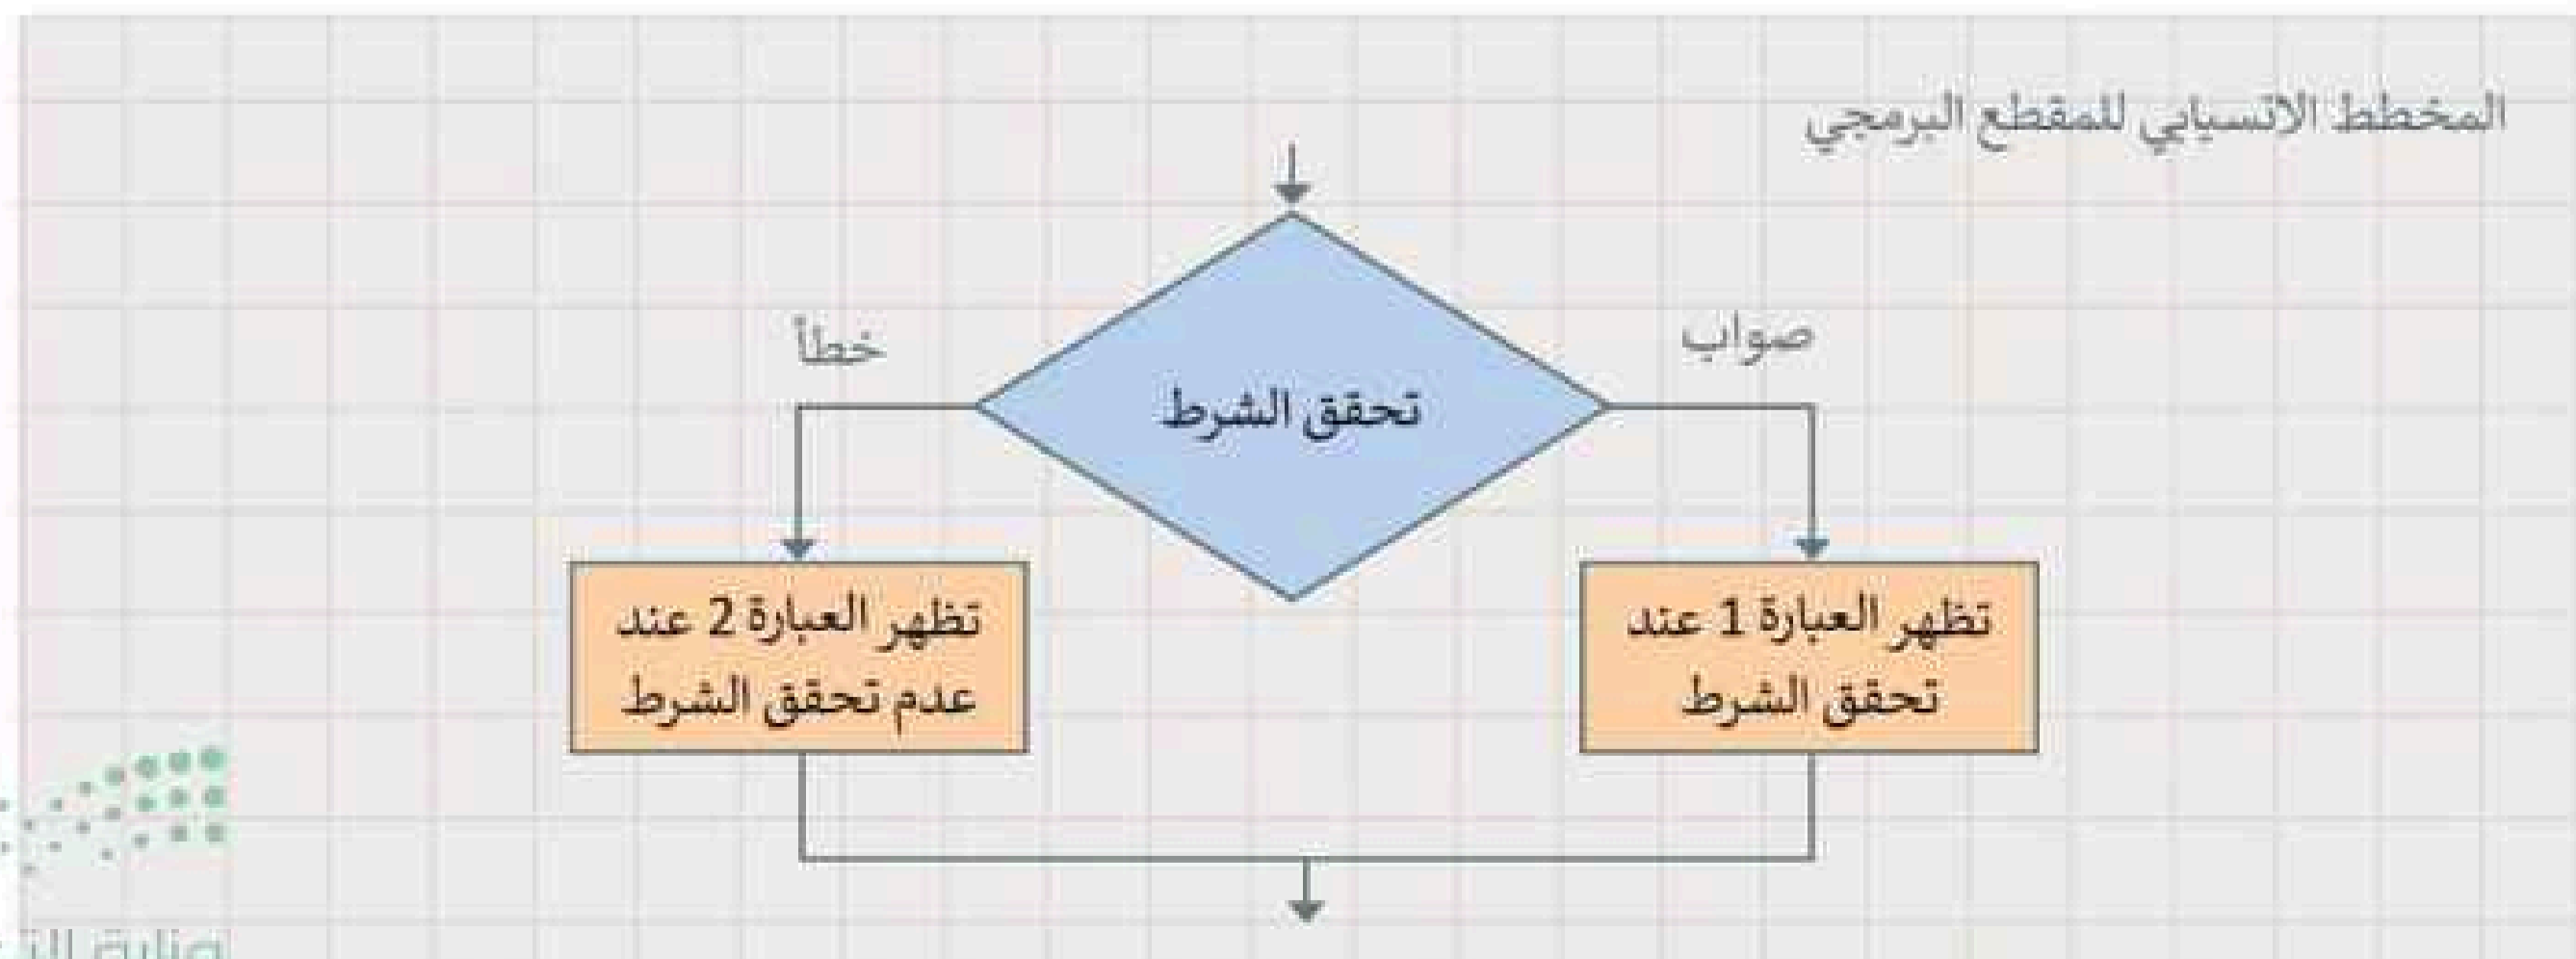 المخطط الانسيابي للمقطع البرمجي
صواب
تحقق الشرط
خطأ
تظهر العبارة 1 عند
تحقق الشرط
تظهر العبارة 2 عند
عدم تحقق الشرط
وزارة